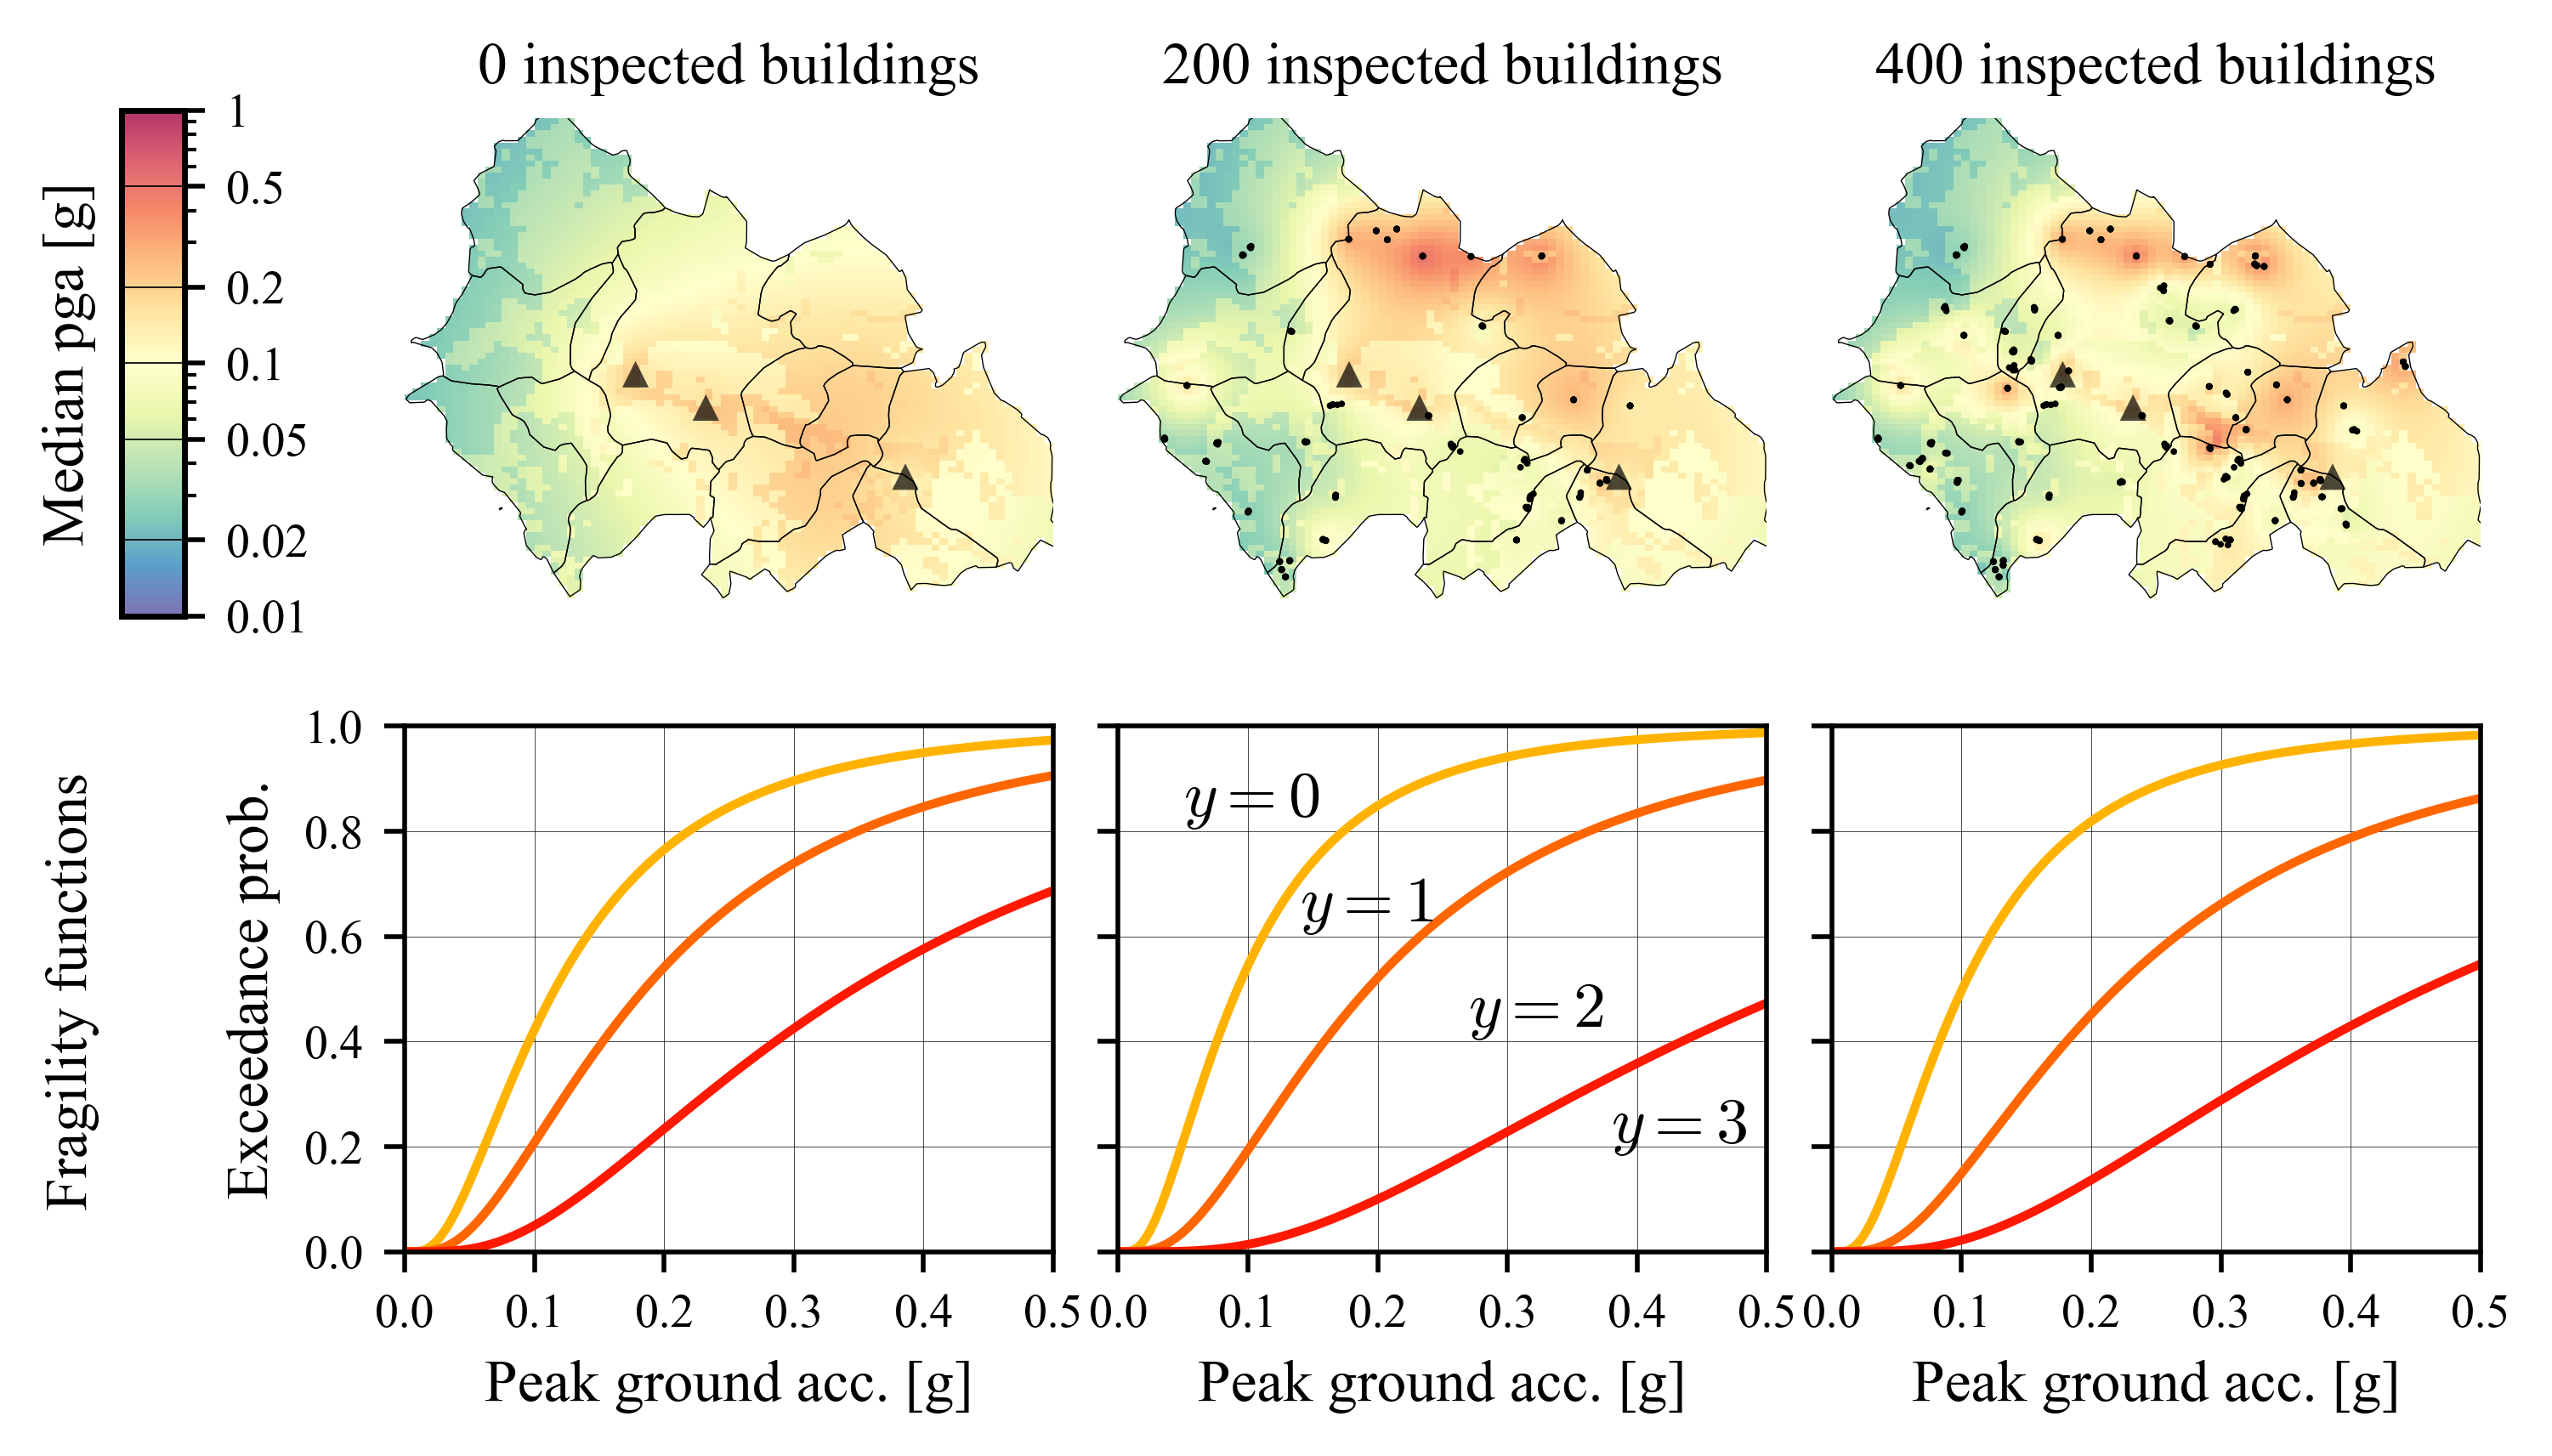 0 inspected buildings
200 inspected buildings
400 inspected buildings
Median pga [g]
1
0.5
0.2
0.1
0.05
0.02
0.01
Fragility functions
Exceedance prob.
1.0
0.8
0.6
0.4
0.2
0.0
y = 0
y = 1
y = 2
y = 3
0.0 0.1 0.2 0.3 0.4 0.5
0.0 0.1 0.2 0.3 0.4 0.5
0.0 0.1 0.2 0.3 0.4 0.5
Peak ground acc. [g]
Peak ground acc. [g]
Peak ground acc. [g]